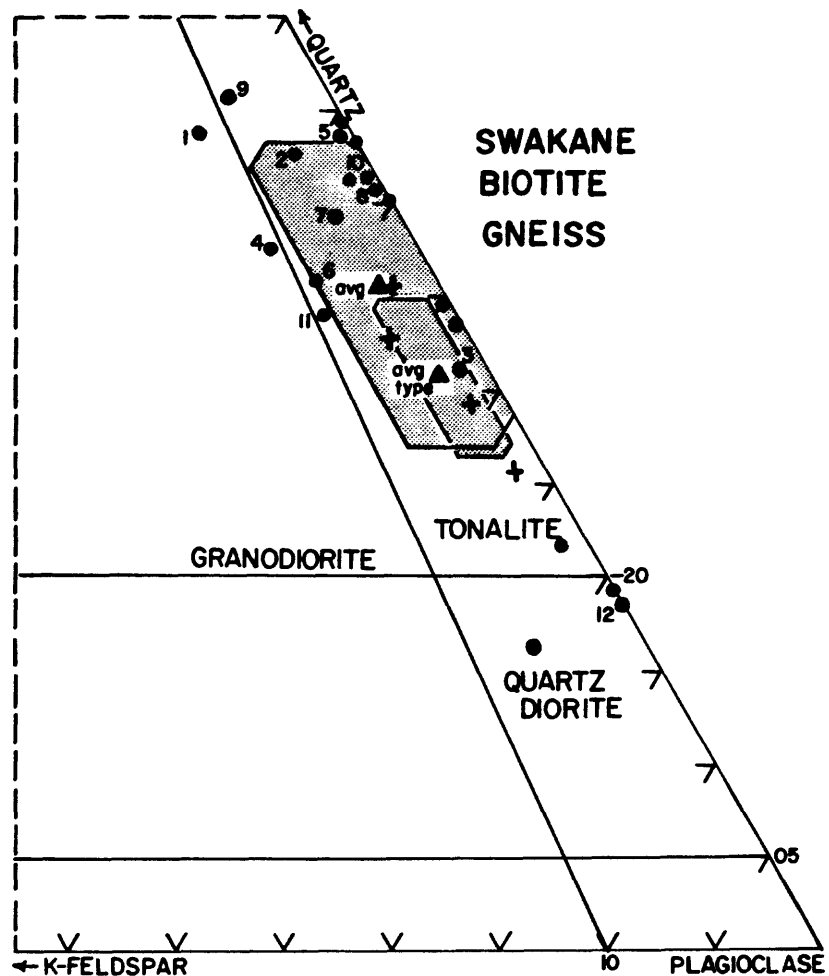 QUARTZ
SWAKANE
BIOTITE
GNEISS
9
1
5
2
10
8
7
4
6
avg
11
3
avg
type
TONALITE
GRANODIORITE
20
12
QUARTZ
DIORITE
05
K-FELDSPAR
10
PLAGIOCLASE